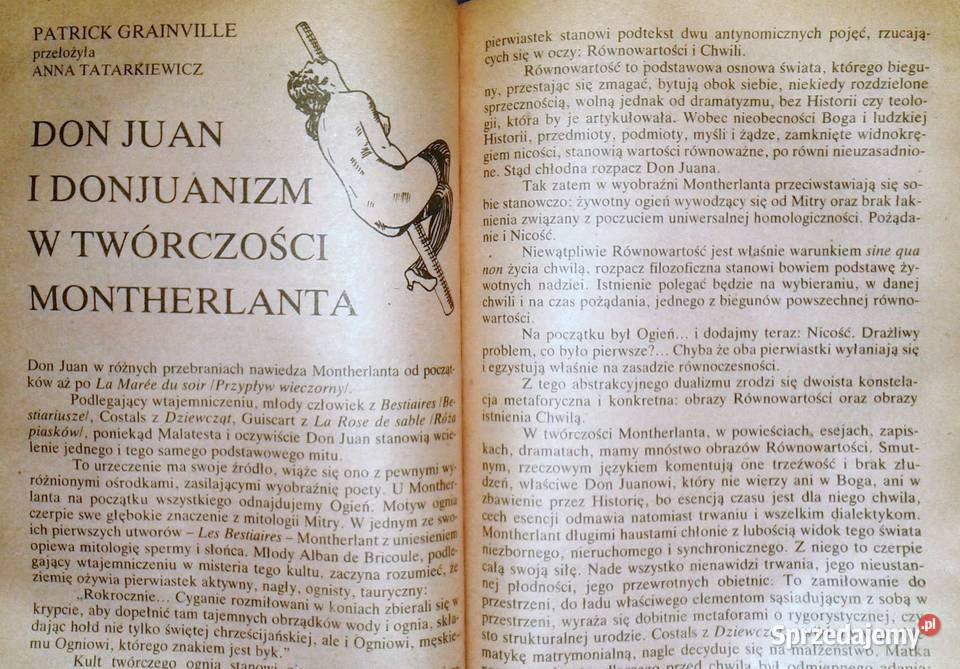 PATRICK GRAINVILLE
przełożyła
ANNA TATARKIEWICZ
DON JUAN
I DONJUANIZM
W TWÓRCZOŚCI
MONTHERLANTA
Don Juan w różnych przebraniach nawiedza Montherlanta od począt-
ków aż po La Marée du soir /Przypływ wieczorny/.
Podlegający wtajemniczeniu, młody człowiek z Bestiaires /Be-
stiariusze/, Costals z Dziewcząt, Guiscart z La Rose de sable /Róża
piasków/, poniekąd Malatesta i oczywiście Don Juan stanowią wcie-
lenie jednego i tego samego podstawowego mitu.
To urzeczenie ma swoje źródło, wiąże się ono z pewnymi wy-
różnionymi ośrodkami, zasilającymi wyobraźnię poety. U Monther-
lanta na początku wszystkiego odnajdujemy Ogień. Motyw ognia
czerpie swe głębokie znaczenie z mitologii Mitry. W jednym ze swo-
ich pierwszych utworów – Les Bestiaires – Montherlant z uniesieniem
opiewa mitologię spermy i słońca. Młody Alban de Bricoule, podle-
gający wtajemniczeniu w misteria tego kultu, zaczyna rozumieć, że
ziemię ożywia pierwiastek aktywny, nagły, ognisty, tauryczny:
„Rokrocznie... Cyganie rozmiłowani w koniach zbierali się w
krypcie, aby dopełnić tam tajemnych obrządków wody i ognia, skła-
dając hołd nie tylko świętej chrześcijańskiej, ale i Ogniowi, męskie-
mu Ogniowi, którego znakiem jest byk."
Kult twórczego ognia stanowi
pierwiastek stanowi podtekst dwu antynomicznych pojęć, rzucają-
cych się w oczy: Równowartości i Chwili.
Równowartość to podstawowa osnowa świata, którego biegu-
ny, przestając się zmagać, bytują obok siebie, niekiedy rozdzielone
sprzecznością, wolną jednak od dramatyzmu, bez Historii czy teolo-
gii, która by je artykułowała. Wobec nieobecności Boga i ludzkiej
Historii, przedmioty, podmioty, myśli i żądze, zamknięte widnokrę-
giem nicości, stanowią wartości równoważne, po równi nieuzasadnio-
ne. Stąd chłodna rozpacz Don Juana.
Tak zatem w wyobraźni Montherlanta przeciwstawiają się so-
bie stanowczo: żywotny ogień wywodzący się od Mitry oraz brak łak-
nienia związany z poczuciem uniwersalnej homologiczności. Pożąda-
nie i Nicość.
Niewątpliwie Równowartość jest właśnie warunkiem sine qua
non życia chwilą, rozpacz filozoficzna stanowi bowiem podstawę ży-
wotnych nadziei. Istnienie polegać będzie na wybieraniu, w danej
chwili i na czas pożądania, jednego z biegunów powszechnej równo-
wartości.
Na początku był Ogień... i dodajmy teraz: Nicość. Drażliwy
problem, co było pierwsze?... Chyba że oba pierwiastki wyłaniają się
i egzystują właśnie na zasadzie równoczesności.
Z tego abstrakcyjnego dualizmu zrodzi się dwoista konstela-
cja metaforyczna i konkretna: obrazy Równowartości oraz obrazy
istnienia Chwilą.
W twórczości Montherlanta, w powieściach, esejach, zapis-
kach, dramatach, mamy mnóstwo obrazów Równowartości. Smut-
nym, rzeczowym językiem komentują one trzeźwość i brak złu-
dzeń, właściwe Don Juanowi, który nie wierzy ani w Boga, ani w
zbawienie przez Historię, bo esencją czasu jest dla niego chwila,
cech esencji odmawia natomiast trwaniu i wszelkim dialektykom.
Montherlant długimi haustami chłonie z lubością widok tego świata
niezbornego, nieruchomego i synchronicznego. Z niego to czerpie
całą swoją siłę. Nade wszystko nienawidzi trwania, jego nieustan-
nej płodności, jego przewrotnych obietnic: To zamiłowanie do
przestrzeni, do ładu właściwego elementom sąsiadującym z sobą w
przestrzeni, wyraża się dobitnie metaforami o rygorystycznej, czy-
sto strukturalnej urodzie. Costals z Dziewcząt
matykę matrymonialną, nagle decyduje się na małżeństwo. Matka
Sprzedajemy.pl